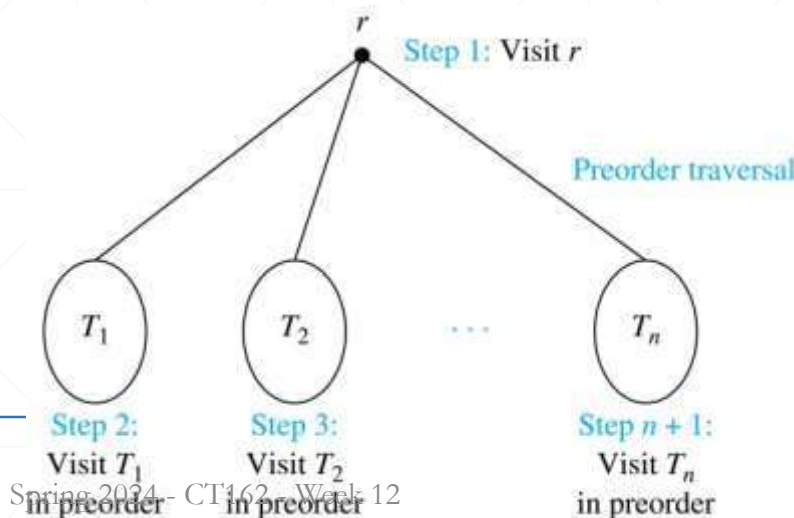 r
Step 1: Visit r
Preorder traversal
T₁
T₂
...
Tₙ
Step 2:
Visit T₁
in preorder
Step 3:
Visit T₂
in preorder
Step n + 1:
Visit Tₙ
in preorder
Spring 2024 - CT162 - Week 12